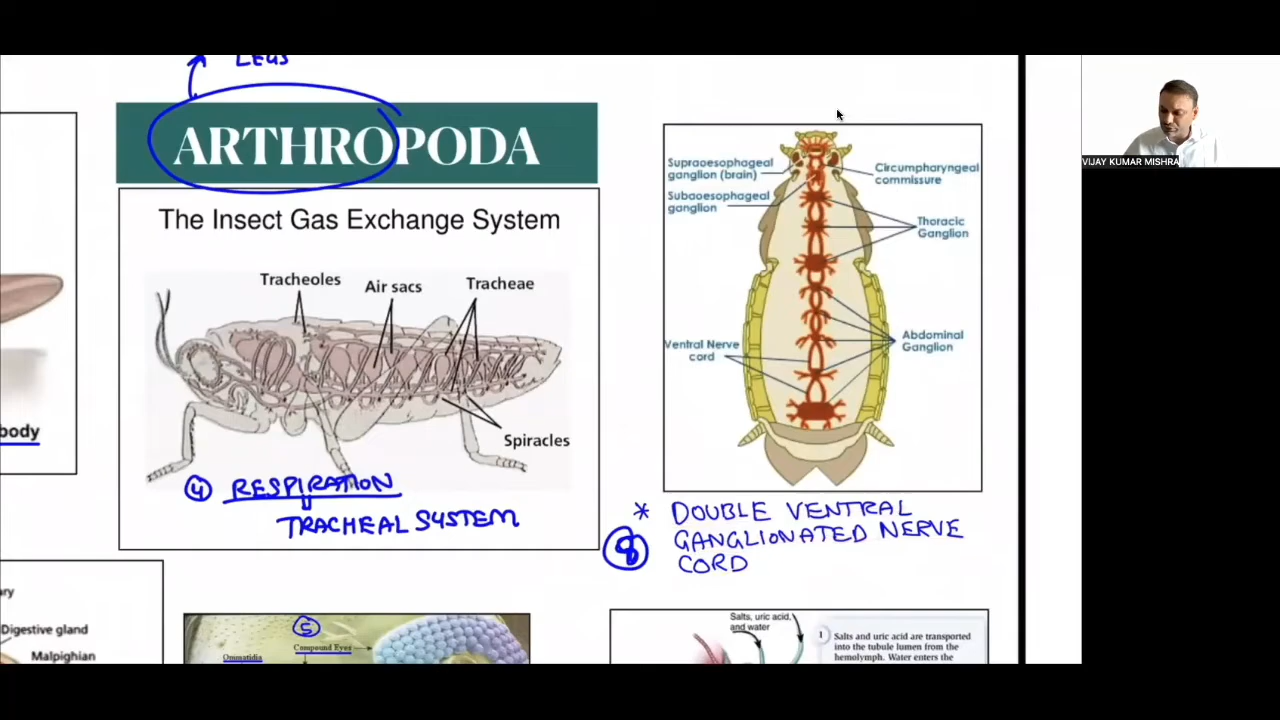 LEGS
ARTHROPODA
The Insect Gas Exchange System
Tracheoles
Air sacs
Tracheae
Spiracles
④ RESPIRATION
TRACHEAL SYSTEM
body
Supraoesophageal
ganglion (brain)
Subaoesophageal
ganglion
Circumpharyngeal
commissure
Thoracic
Ganglion
Abdominal
Ganglion
Ventral Nerve
cord
* DOUBLE VENTRAL
⑧ GANGLIONATED NERVE
CORD
VIJAY KUMAR MISHRA
ary
Digestive gland
Malpighian
⑤
Compound Eyes
Ommatidia
Salts, uric acid,
and water
1 Salts and uric acid are transported
into the tubule lumen from the
hemolymph. Water enters the